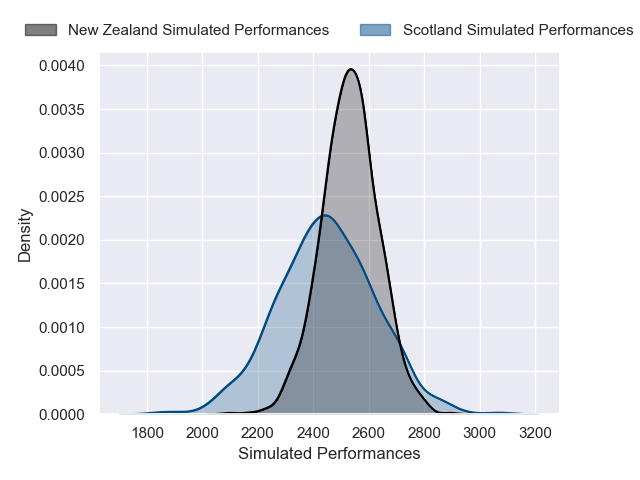 New Zealand Simulated Performances   Scotland Simulated Performances
0.0040
0.0035
0.0030
0.0025
0.0020
0.0015
0.0010
0.0005
0.0000
Density
1800 2000 2200 2400 2600 2800 3000 3200
Simulated Performances